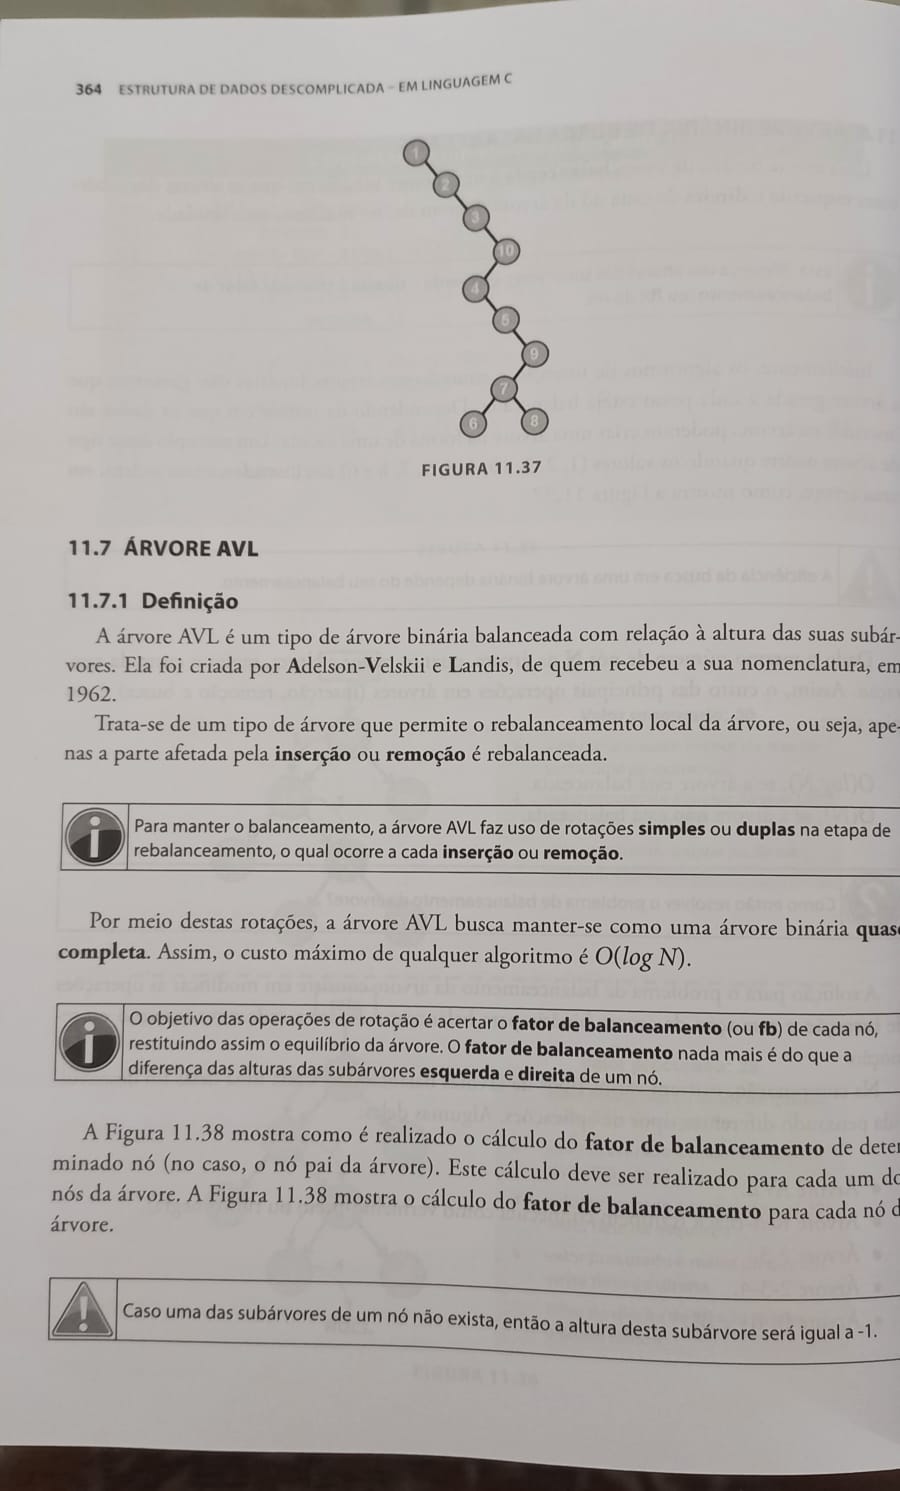 364 ESTRUTURA DE DADOS DESCOMPLICADA – EM LINGUAGEM C
1
2
3
10
4
5
9
7
6
8
FIGURA 11.37
11.7 ÁRVORE AVL
11.7.1 Definição
A árvore AVL é um tipo de árvore binária balanceada com relação à altura das suas subár-
vores. Ela foi criada por Adelson-Velskii e Landis, de quem recebeu a sua nomenclatura, em
1962.
Trata-se de um tipo de árvore que permite o rebalanceamento local da árvore, ou seja, ape-
nas a parte afetada pela inserção ou remoção é rebalanceada.
Para manter o balanceamento, a árvore AVL faz uso de rotações simples ou duplas na etapa de
rebalanceamento, o qual ocorre a cada inserção ou remoção.
Por meio destas rotações, a árvore AVL busca manter-se como uma árvore binária quase
completa. Assim, o custo máximo de qualquer algoritmo é O(log N).
O objetivo das operações de rotação é acertar o fator de balanceamento (ou fb) de cada nó,
restituindo assim o equilíbrio da árvore. O fator de balanceamento nada mais é do que a
diferença das alturas das subárvores esquerda e direita de um nó.
A Figura 11.38 mostra como é realizado o cálculo do fator de balanceamento de deter
minado nó (no caso, o nó pai da árvore). Este cálculo deve ser realizado para cada um do
nós da árvore. A Figura 11.38 mostra o cálculo do fator de balanceamento para cada nó d
árvore.
Caso uma das subárvores de um nó não exista, então a altura desta subárvore será igual a -1.